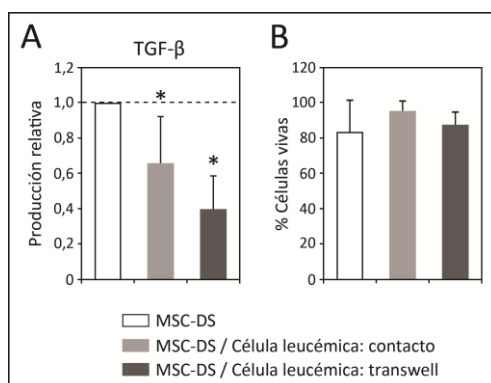 A
TGF-β
Producción relativa
1,2
1,0
0,8
0,6
0,4
0,2
0
*
*
B
% Células vivas
120
100
80
60
40
20
0
MSC-DS
MSC-DS / Célula leucémica: contacto
MSC-DS / Célula leucémica: transwell